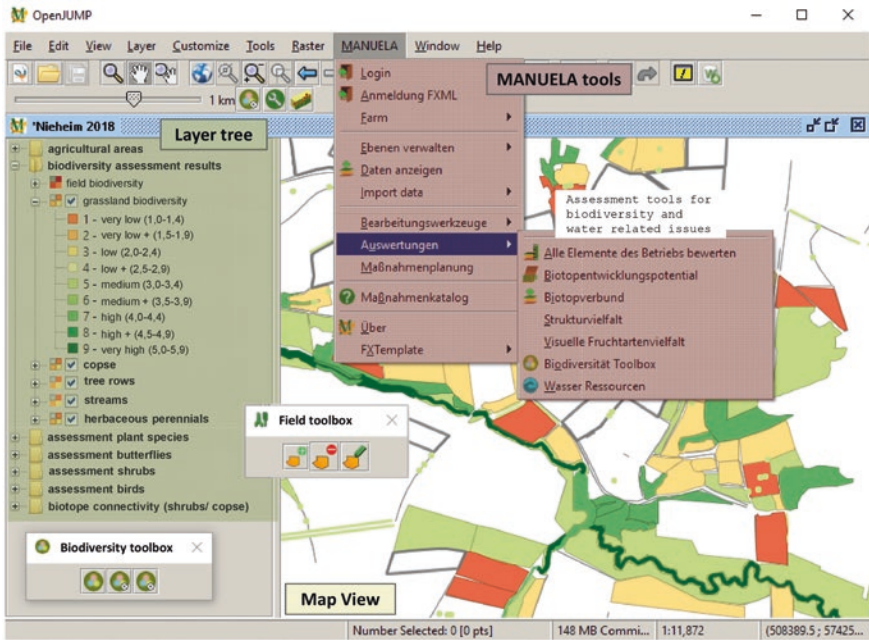 OpenJUMP
File Edit View Layer Customize Tools Raster MANUELA Window Help
1 km
Login
Anmeldung FXML
Farm
Ebenen verwalten
Daten anzeigen
Import data
Bearbeitungswerkzeuge
Auswertungen
Maßnahmenplanung
Maßnahmenkatalog
Über
FXTemplate
MANUELA tools
*Nieheim 2018
Layer tree
agricultural areas
biodiversity assessment results
field biodiversity
grassland biodiversity
1 - very low (1,0-1,4)
2 - very low + (1,5-1,9)
3 - low (2,0-2,4)
4 - low + (2,5-2,9)
5 - medium (3,0-3,4)
6 - medium + (3,5-3,9)
7 - high (4,0-4,4)
8 - high + (4,5-4,9)
9 - very high (5,0-5,9)
copse
tree rows
streams
herbaceous perennials
assessment plant species
assessment butterflies
assessment shrubs
assessment birds
biotope connectivity (shrubs/ copse)
Assessment tools for
biodiversity and
water related issues
Alle Elemente des Betriebs bewerten
Biotopentwicklungspotential
Biotopverbund
Strukturvielfalt
Visuelle Fruchtartenvielfalt
Biodiversität Toolbox
Wasser Ressourcen
Field toolbox
Biodiversity toolbox
Map View
Number Selected: 0 [0 pts] 148 MB Commi... 1:11,872 (508389.5 ; 57425...